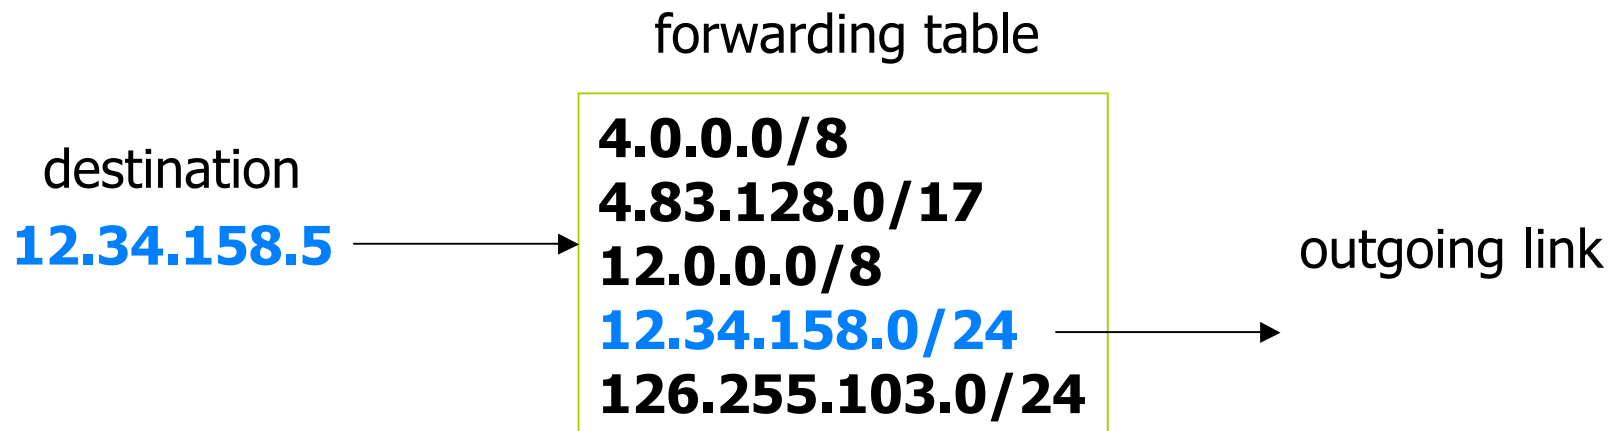 forwarding table
destination
12.34.158.5
4.0.0.0/8
4.83.128.0/17
12.0.0.0/8
12.34.158.0/24
126.255.103.0/24
outgoing link